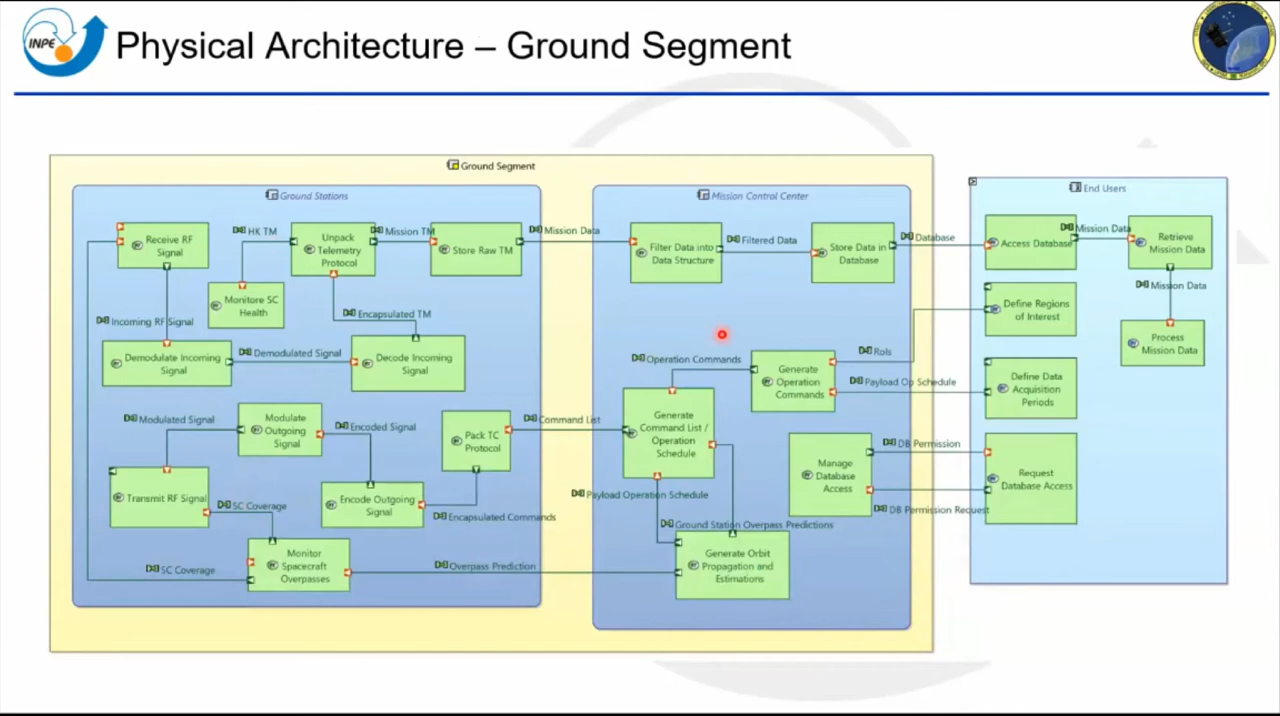 INPE
Physical Architecture – Ground Segment
Ground Segment
Ground Stations
Mission Control Center
End Users
Receive RF
Signal
HK TM
Unpack
Telemetry
Protocol
Mission TM
Store Raw TM
Mission Data
Filter Data into
Data Structure
Filtered Data
Store Data in
Database
Database
Access Database
Mission Data
Retrieve
Mission Data
Monitore SC
Health
Mission Data
Define Regions
of Interest
Incoming RF Signal
Encapsulated TM
Process
Mission Data
Demodulate Incoming
Signal
Demodulated Signal
Decode Incoming
Signal
Operation Commands
Generate
Operation
Commands
RoIs
Payload Op Schedule
Define Data
Acquisition
Periods
Modulated Signal
Modulate
Outgoing
Signal
Encoded Signal
Pack TC
Protocol
Command List
Generate
Command List /
Operation
Schedule
Manage
Database
Access
DB Permission
Request
Database Access
DB Permission Request
Transmit RF Signal
SC Coverage
Encode Outgoing
Signal
Encapsulated Commands
Payload Operation Schedule
Ground Station Overpass Predictions
Monitor
Spacecraft
Overpasses
SC Coverage
Overpass Prediction
Generate Orbit
Propagation and
Estimations